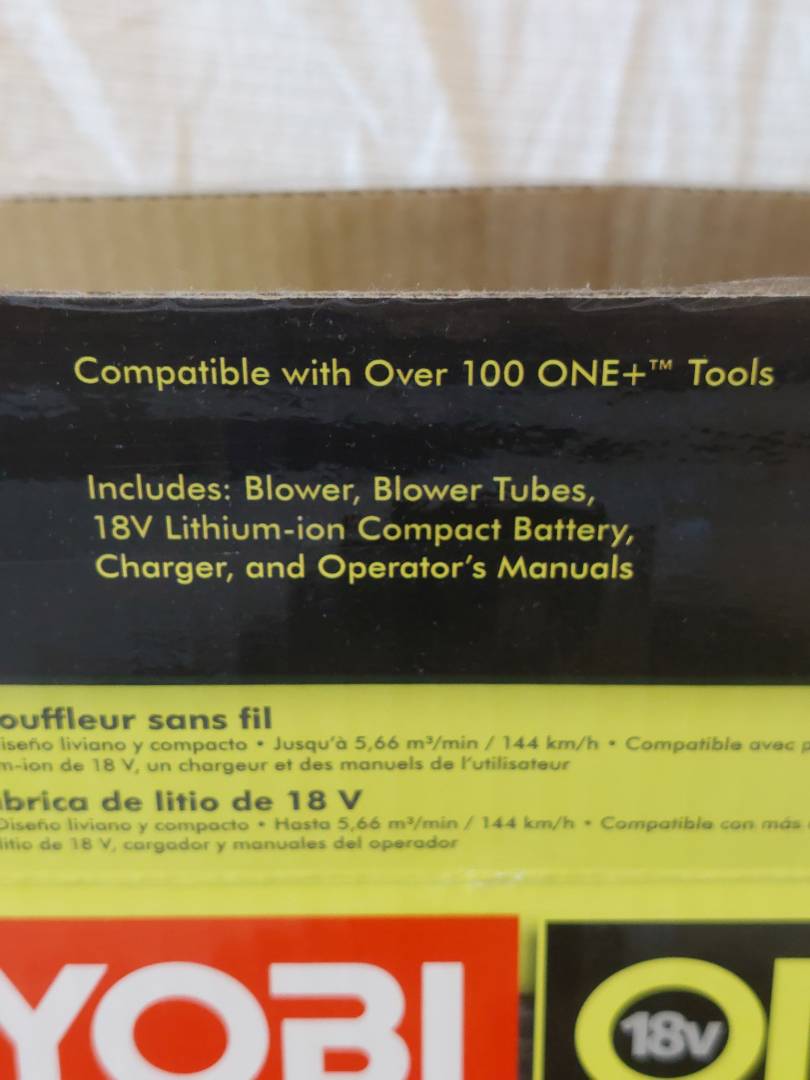 Compatible with Over 100 ONE+™ Tools
Includes: Blower, Blower Tubes,
18V Lithium-ion Compact Battery,
Charger, and Operator's Manuals
ouffleur sans fil
iseño liviano y compacto • Jusqu'à 5,66 m³/min / 144 km/h • Compatible avec p
m-ion de 18 V, un chargeur et des manuels de l'utilisateur
brica de litio de 18 V
Diseño liviano y compacto • Hasta 5,66 m³/min / 144 km/h • Compatible con más
litio de 18 V, cargador y manuales del operador
YOBI
18V